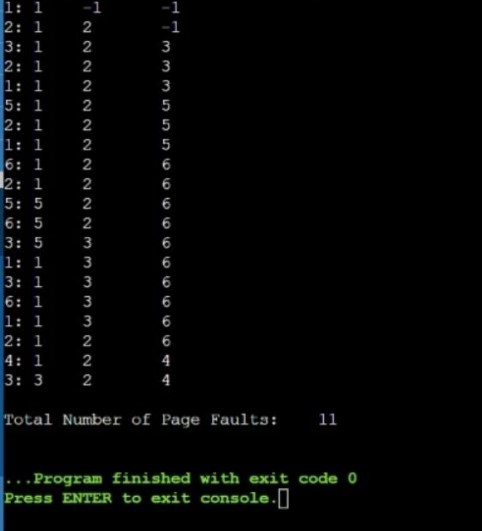 1: 1 -1 -1
2: 1 2 -1
3: 1 2 3
2: 1 2 3
1: 1 2 3
5: 1 2 5
2: 1 2 5
1: 1 2 5
6: 1 2 6
2: 1 2 6
5: 5 2 6
6: 5 2 6
3: 5 3 6
1: 1 3 6
3: 1 3 6
6: 1 3 6
1: 1 3 6
2: 1 2 6
4: 1 2 4
3: 3 2 4
Total Number of Page Faults: 11
...Program finished with exit code 0
Press ENTER to exit console.